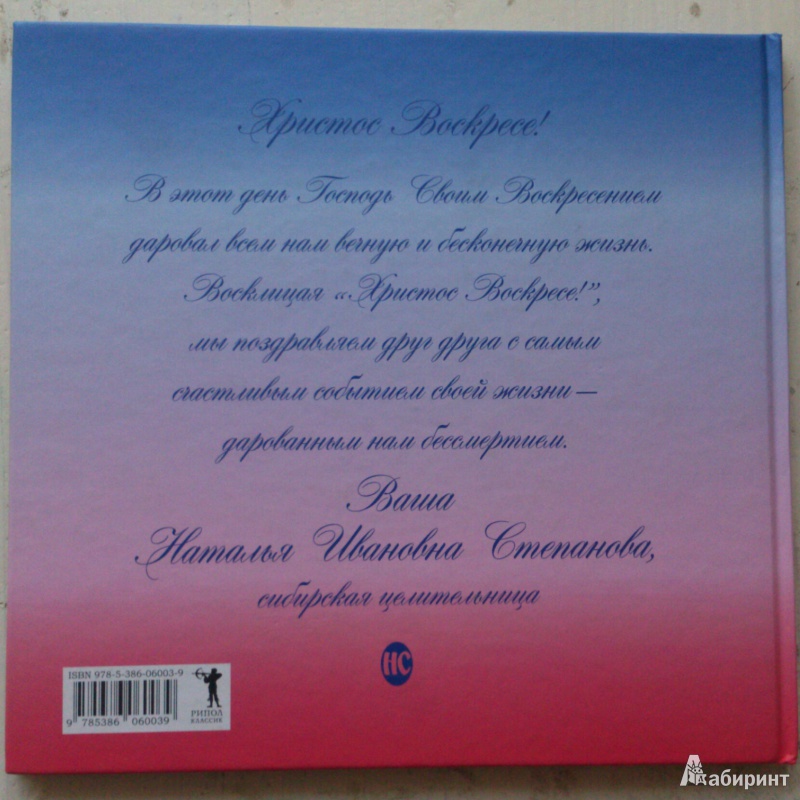 Христос Воскресе!
В этот день Господь Своим Воскресением
даровал всем нам вечную и бесконечную жизнь.
Восклицая «Христос Воскресе!”,
мы поздравляем друг друга с самым
счастливым событием своей жизни —
дарованным нам бессмертием.
Ваша
Наталья Ивановна Степанова,
сибирская целительница
НС
ISBN 978-5-386-06003-9
9 785386 060039
РИПОЛ
КЛАССИК
Лабиринт